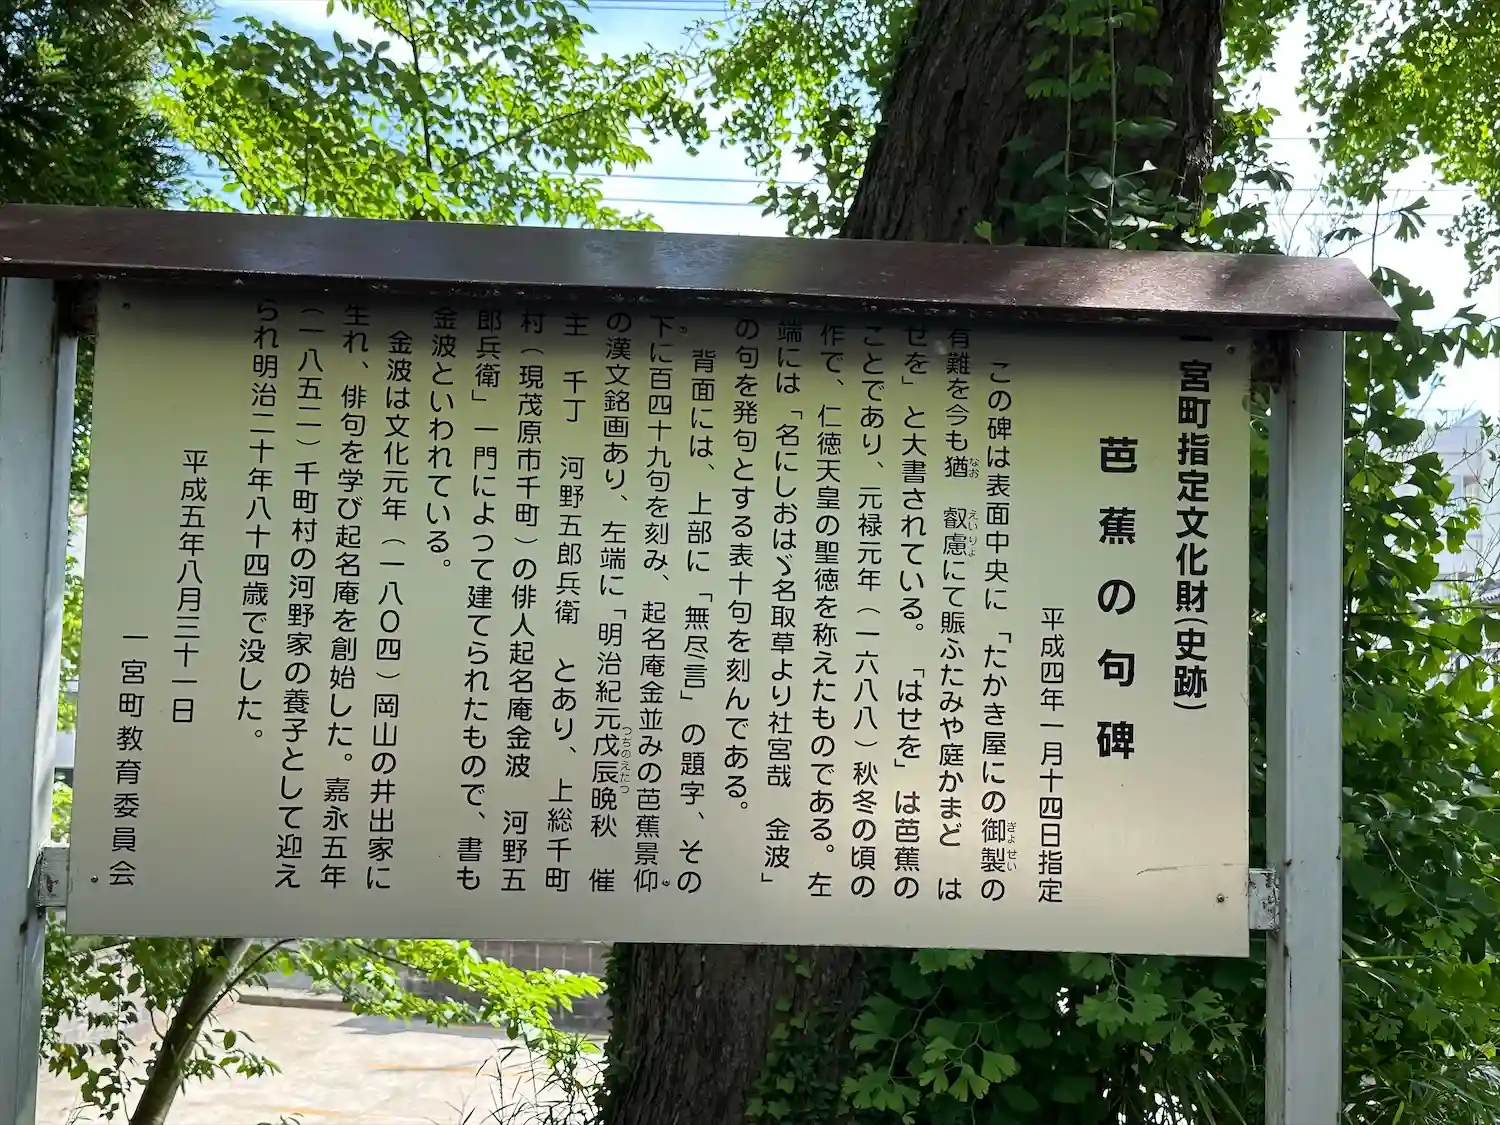 一宮町指定文化財(史跡)
芭蕉の句碑
平成四年一月十四日指定
この碑は表面中央に「たかき屋にの御製の
有難を今も猶　叡慮にて賑ふたみや庭かまど　は
せを」と大書されている。「はせを」は芭蕉の
ことであり、元禄元年（一六八八）秋冬の頃の
作で、仁徳天皇の聖徳を称えたものである。左
端には「名にしおはゞ名取草より社宮哉　金波」
の句を発句とする表十句を刻んである。
背面には、上部に「無尽言」の題字、その
下に百四十九句を刻み、起名庵金並みの芭蕉景仰
の漢文銘画あり、左端に「明治紀元戊辰晩秋　催
主　千丁　河野五郎兵衛　とあり、上総千町
村（現茂原市千町）の俳人起名庵金波　河野五
郎兵衛」一門によって建てられたもので、書も
金波といわれている。
金波は文化元年（一八〇四）岡山の井出家に
生れ、俳句を学び起名庵を創始した。嘉永五年
（一八五二）千町村の河野家の養子として迎え
られ明治二十年八十四歳で没した。
平成五年八月三十一日
一宮町教育委員会
なお
えいりょ
ぎょせい
つちのえたつ